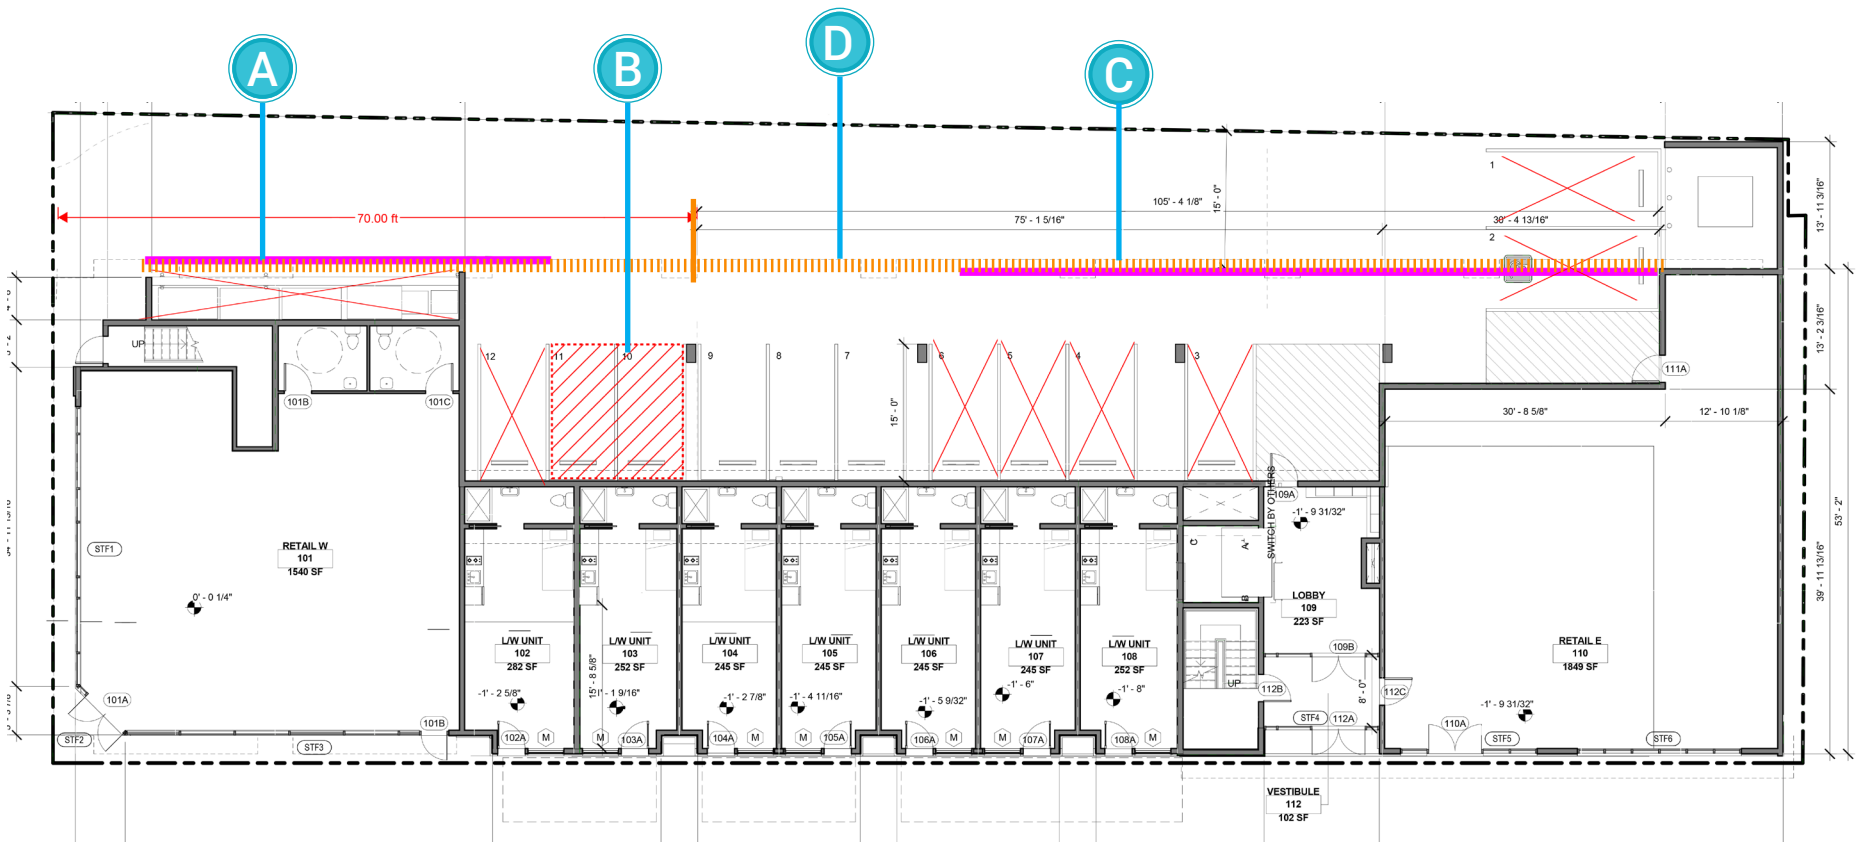 A
B
D
C
70.00 ft
105' - 4 1/8"
75' - 1 5/16"
30' - 4 13/16"
15' - 0"
13' - 11 3/16"
13' - 2 3/16"
1
2
UP
12
11
10
9
8
7
6
5
4
3
15' - 0"
101B
101C
111A
30' - 8 5/8"
12' - 10 1/8"
53' - 2"
39' - 11 13/16"
SWITCH BY OTHERS
109A
-1' - 9 31/32"
STF1
RETAIL W
101
1540 SF
0' - 0 1/4"
C
A
B
LOBBY
109
223 SF
L/W UNIT
102
282 SF
L/W UNIT
103
252 SF
L/W UNIT
104
245 SF
L/W UNIT
105
245 SF
L/W UNIT
106
245 SF
L/W UNIT
107
245 SF
L/W UNIT
108
252 SF
RETAIL E
110
1849 SF
109B
15' - 8 5/8"
-1' - 2 5/8"
-1' - 1 9/16"
-1' - 2 7/8"
-1' - 4 11/16"
-1' - 5 9/32"
-1' - 6"
-1' - 8"
UP
112B
8' - 0"
112C
-1' - 9 31/32"
101A
STF2
STF3
101B
102A
M
103A
104A
M
M
105A
106A
M
M
107A
108A
M
STF4
112A
110A
STF5
STF6
VESTIBULE
112
102 SF